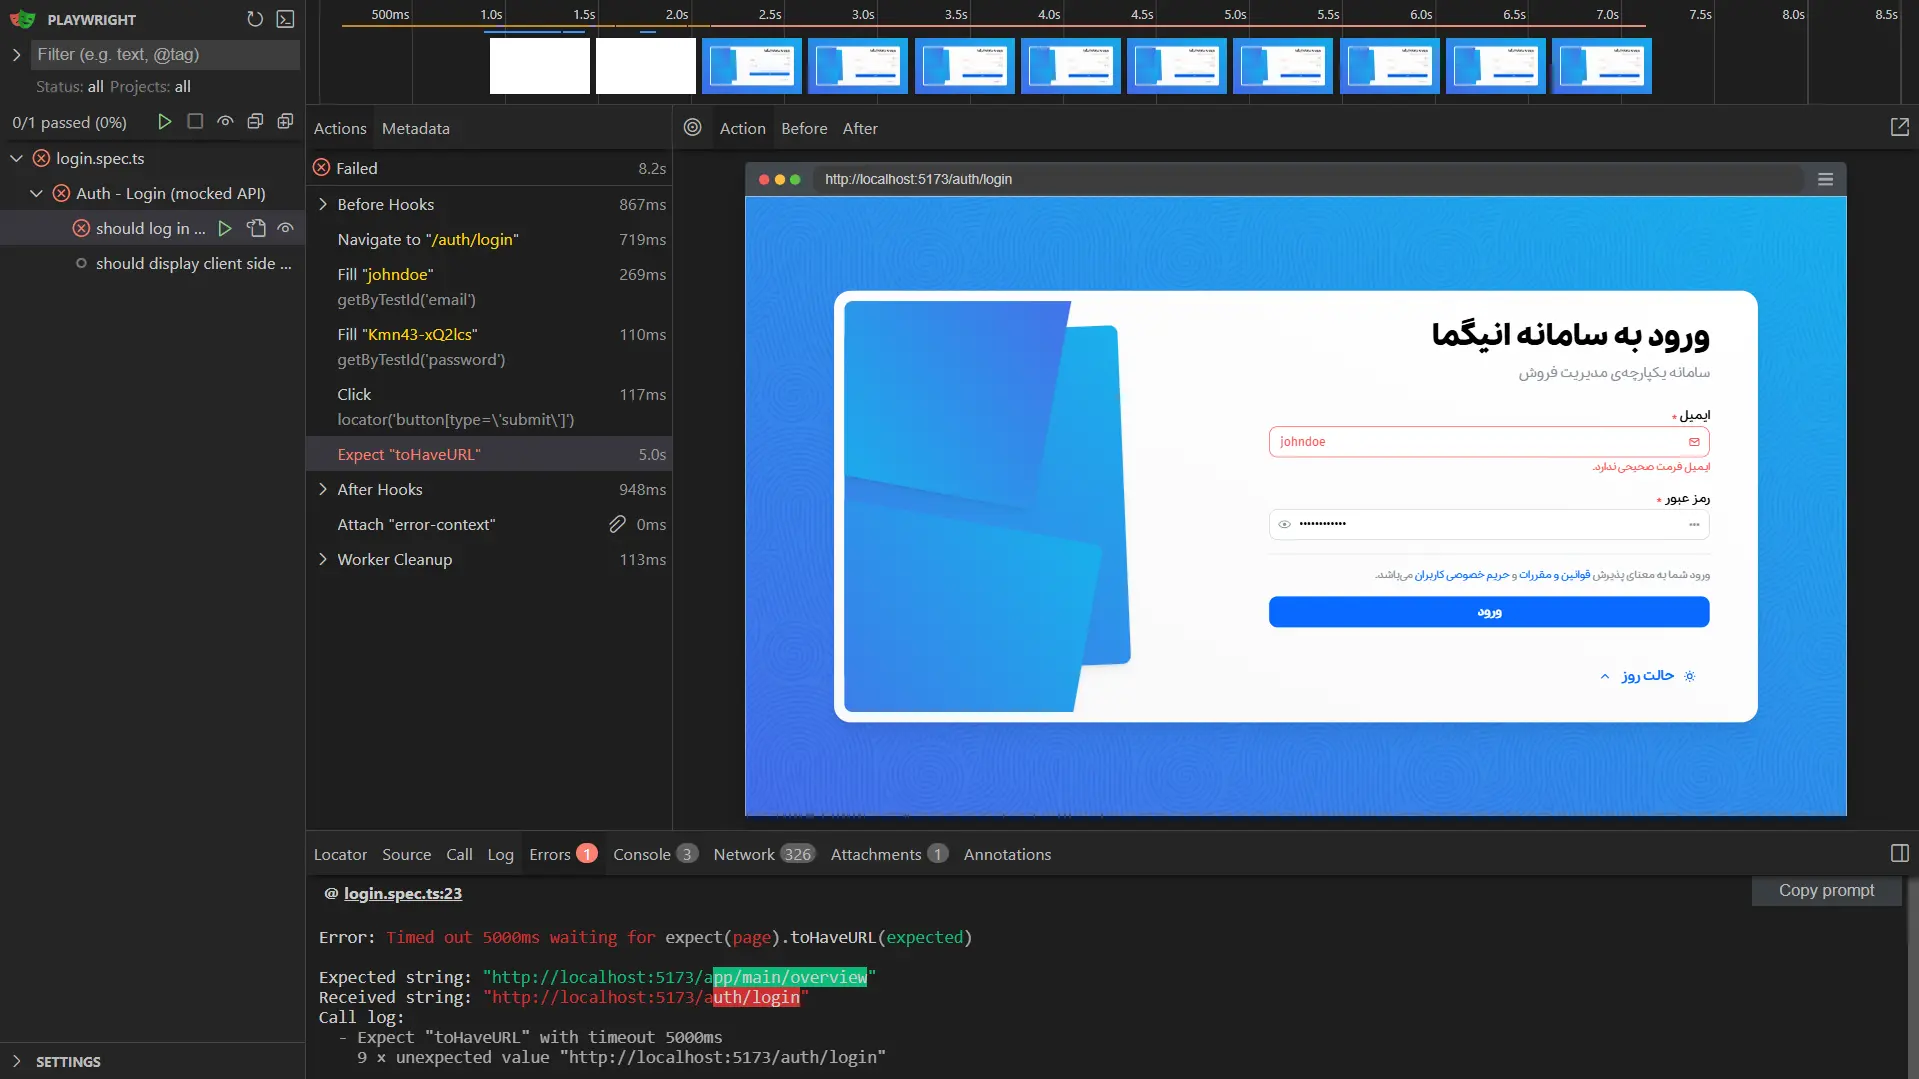 PLAYWRIGHT
Filter (e.g. text, @tag)
Status: all Projects: all
0/1 passed (0%)
login.spec.ts
Auth - Login (mocked API)
should log in ...
should display client side ...
SETTINGS
500ms 1.0s 1.5s 2.0s 2.5s 3.0s 3.5s 4.0s 4.5s 5.0s 5.5s 6.0s 6.5s 7.0s 7.5s 8.0s 8.5s
Actions Metadata
Failed 8.2s
Before Hooks 867ms
Navigate to "/auth/login" 719ms
Fill "johndoe" 269ms
getByTestId('email')
Fill "Kmn43-xQ2lcs" 110ms
getByTestId('password')
Click 117ms
locator('button[type=\'submit\']')
Expect "toHaveURL" 5.0s
After Hooks 948ms
Attach "error-context" 0ms
Worker Cleanup 113ms
Action Before After
http://localhost:5173/auth/login
ورود به سامانه انیگما
سامانه یکپارچه‌ی مدیریت فروش
ایمیل *
johndoe
ایمیل فرمت صحیحی ندارد.
رمز عبور *
••••••••••••
ورود شما به معنای پذیرش قوانین و مقررات و حریم خصوصی کاربران می‌باشد.
ورود
حالت روز
Locator Source Call Log Errors 1 Console 3 Network 326 Attachments 1 Annotations
@ login.spec.ts:23
Copy prompt
Error: Timed out 5000ms waiting for expect(page).toHaveURL(expected)
Expected string: "http://localhost:5173/app/main/overview"
Received string: "http://localhost:5173/auth/login"
Call log:
- Expect "toHaveURL" with timeout 5000ms
9 × unexpected value "http://localhost:5173/auth/login"